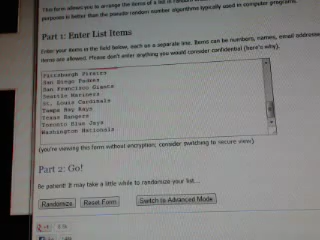 This form allows you to arrange the items of a list in random
purposes is better than the pseudo-random number algorithms typically used in computer programs.
Part 1: Enter List Items
Enter your items in the field below, each on a separate line. Items can be numbers, names, email addresses
items are allowed. Please don't enter anything you would consider confidential (here's why).
Pittsburgh Pirates
San Diego Padres
San Francisco Giants
Seattle Mariners
St. Louis Cardinals
Tampa Bay Rays
Texas Rangers
Toronto Blue Jays
Washington Nationals
(you're viewing this form without encryption; consider switching to secure view)
Part 2: Go!
Be patient! It may take a little while to randomize your list...
Randomize Reset Form Switch to Advanced Mode